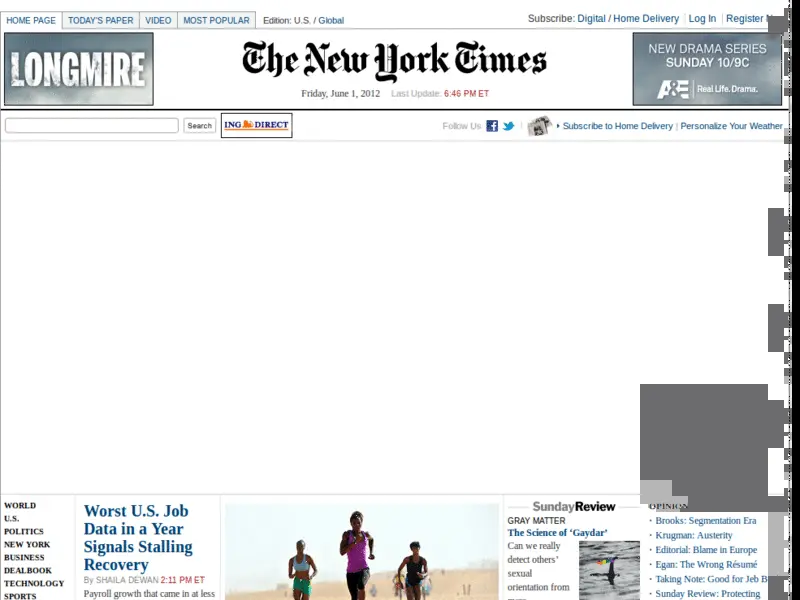 HOME PAGE TODAY'S PAPER VIDEO MOST POPULAR Edition: U.S. / Global
Subscribe: Digital / Home Delivery Log In Register
LONGMIRE
The New York Times
Friday, June 1, 2012 Last Update: 6:46 PM ET
NEW DRAMA SERIES
SUNDAY 10/9C
A&E Real Life. Drama.
Search
ING DIRECT
Follow Us
Subscribe to Home Delivery | Personalize Your Weather
WORLD
U.S.
POLITICS
NEW YORK
BUSINESS
DEALBOOK
TECHNOLOGY
SPORTS
Worst U.S. Job
Data in a Year
Signals Stalling
Recovery
By SHAILA DEWAN 2:11 PM ET
Payroll growth that came in at less
SundayReview
GRAY MATTER
The Science of ‘Gaydar’
Can we really
detect others’
sexual
orientation from
OPINION
· Brooks: Segmentation Era
· Krugman: Austerity
· Editorial: Blame in Europe
· Egan: The Wrong Résumé
· Taking Note: Good for Jeb B
· Sunday Review: Protecting